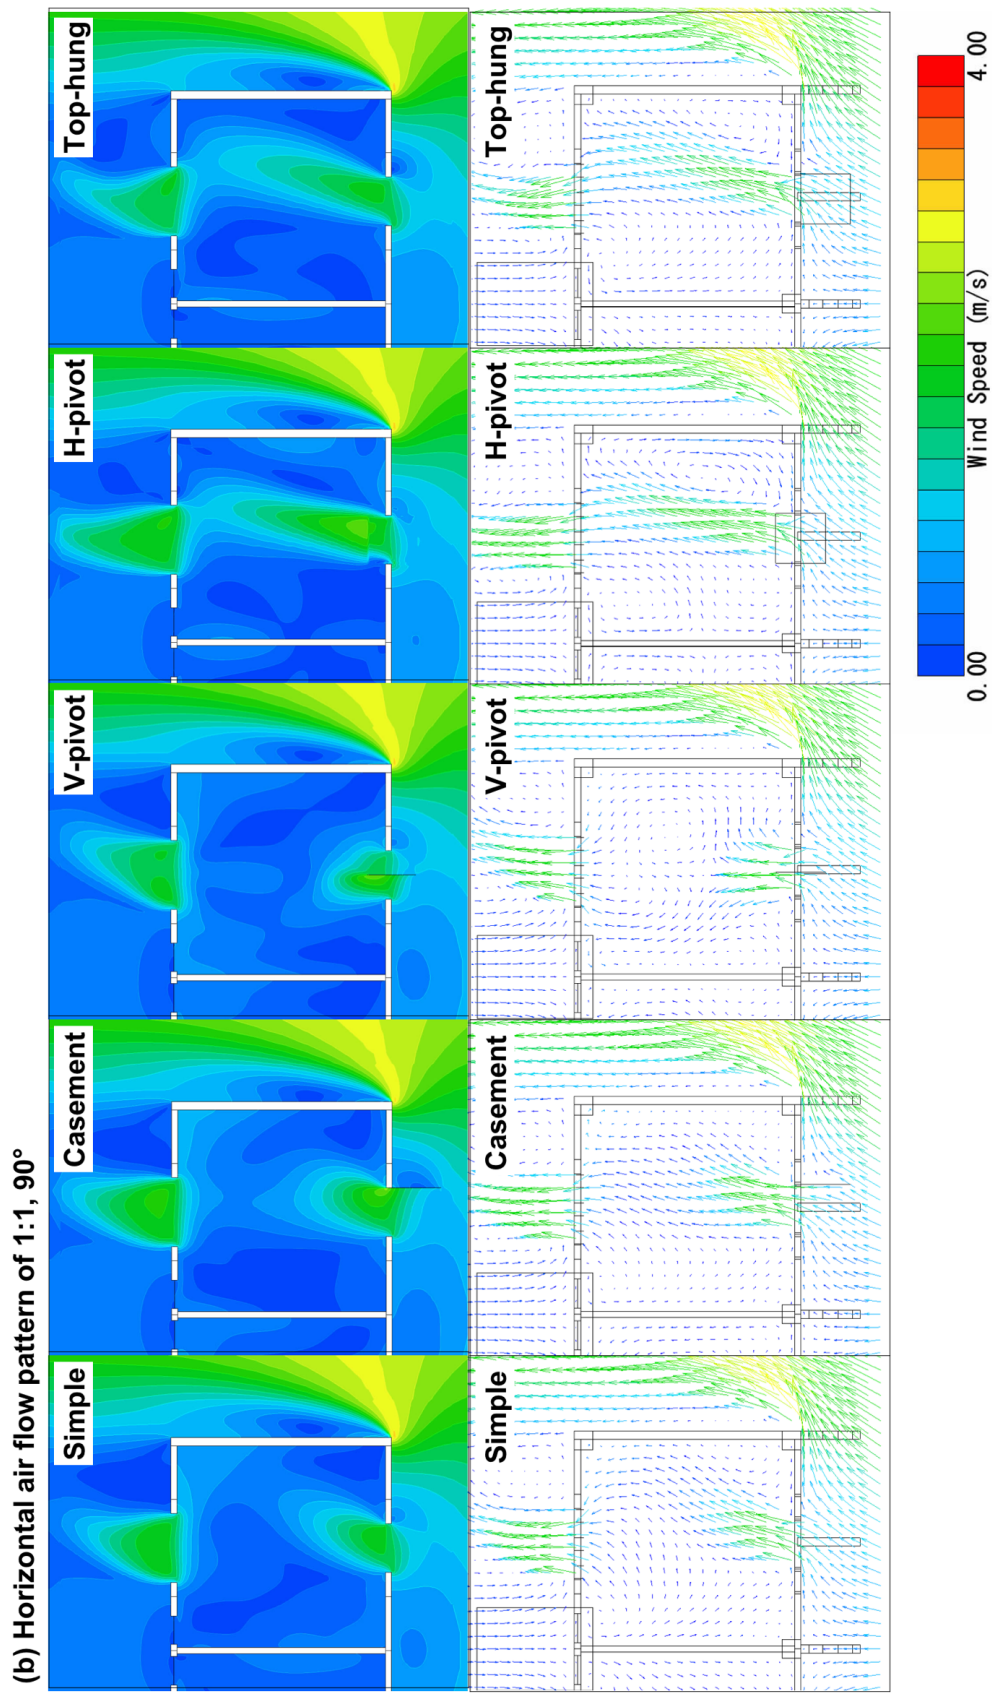 (b) Horizontal air flow pattern of 1:1, 90°
Simple
Casement
V-pivot
H-pivot
Top-hung
Simple
Casement
V-pivot
H-pivot
Top-hung
0.00
Wind Speed (m/s)
4.00